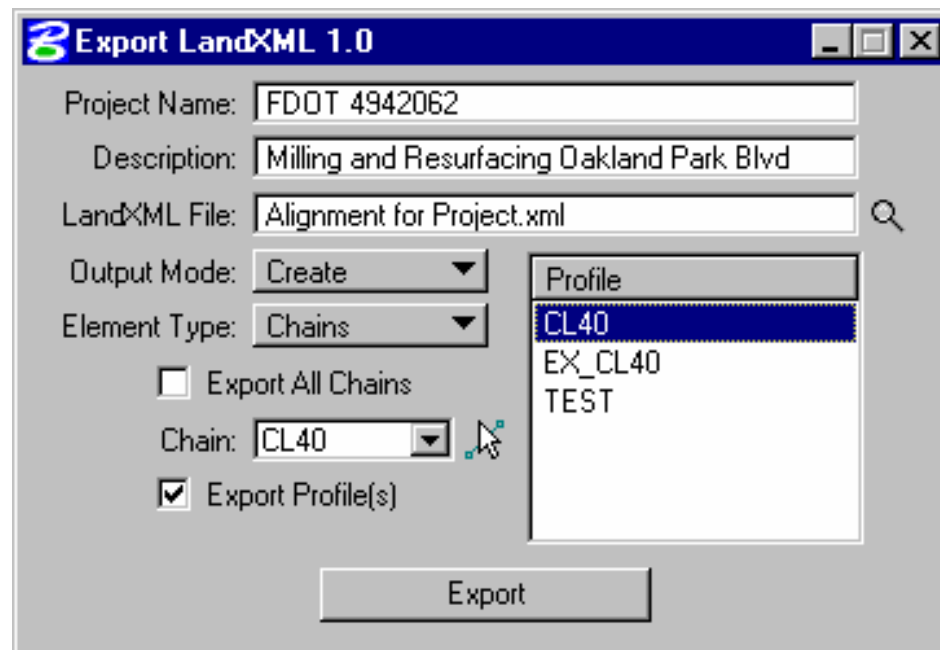 Export LandXML 1.0
Project Name: FDOT 4942062
Description: Milling and Resurfacing Oakland Park Blvd
LandXML File: Alignment for Project.xml
Output Mode: Create
Element Type: Chains
Export All Chains
Chain: CL40
Export Profile(s)
Profile
CL40
EX_CL40
TEST
Export